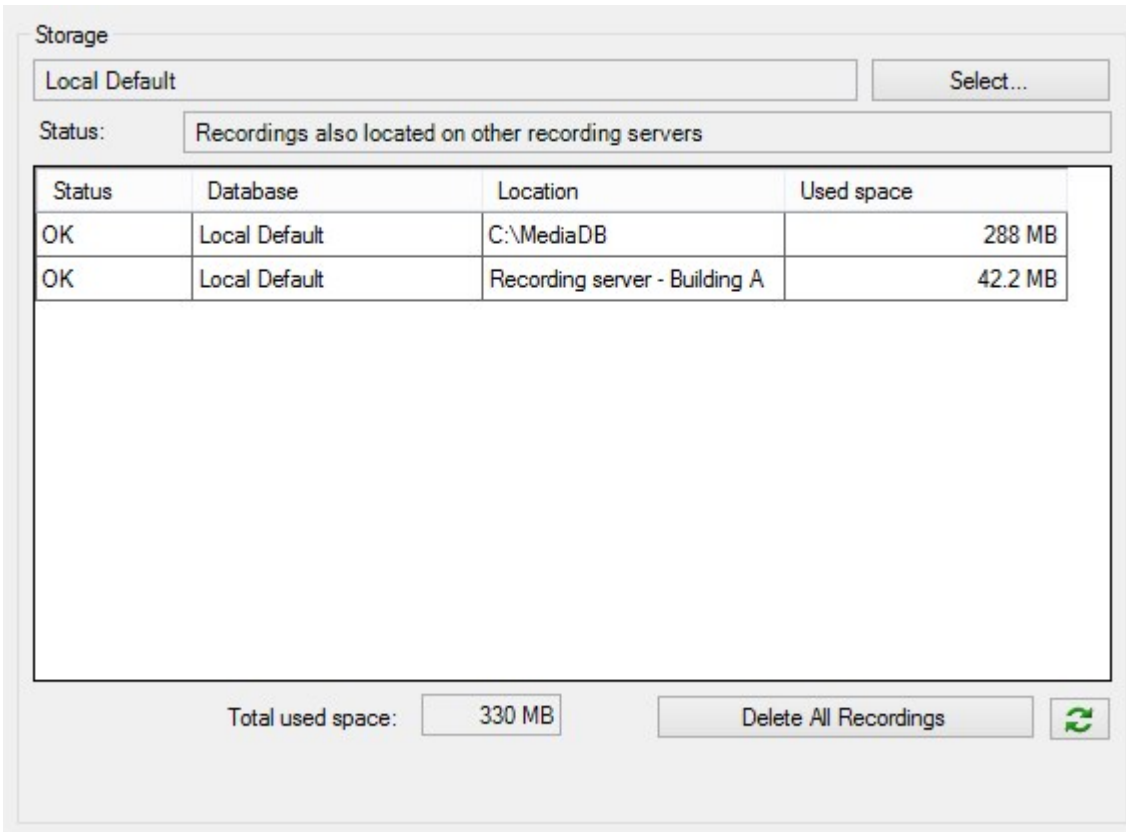 Storage
Local Default Select...
Status: Recordings also located on other recording servers
Status Database Location Used space
OK Local Default C:\MediaDB 288 MB
OK Local Default Recording server - Building A 42.2 MB
Total used space: 330 MB Delete All Recordings